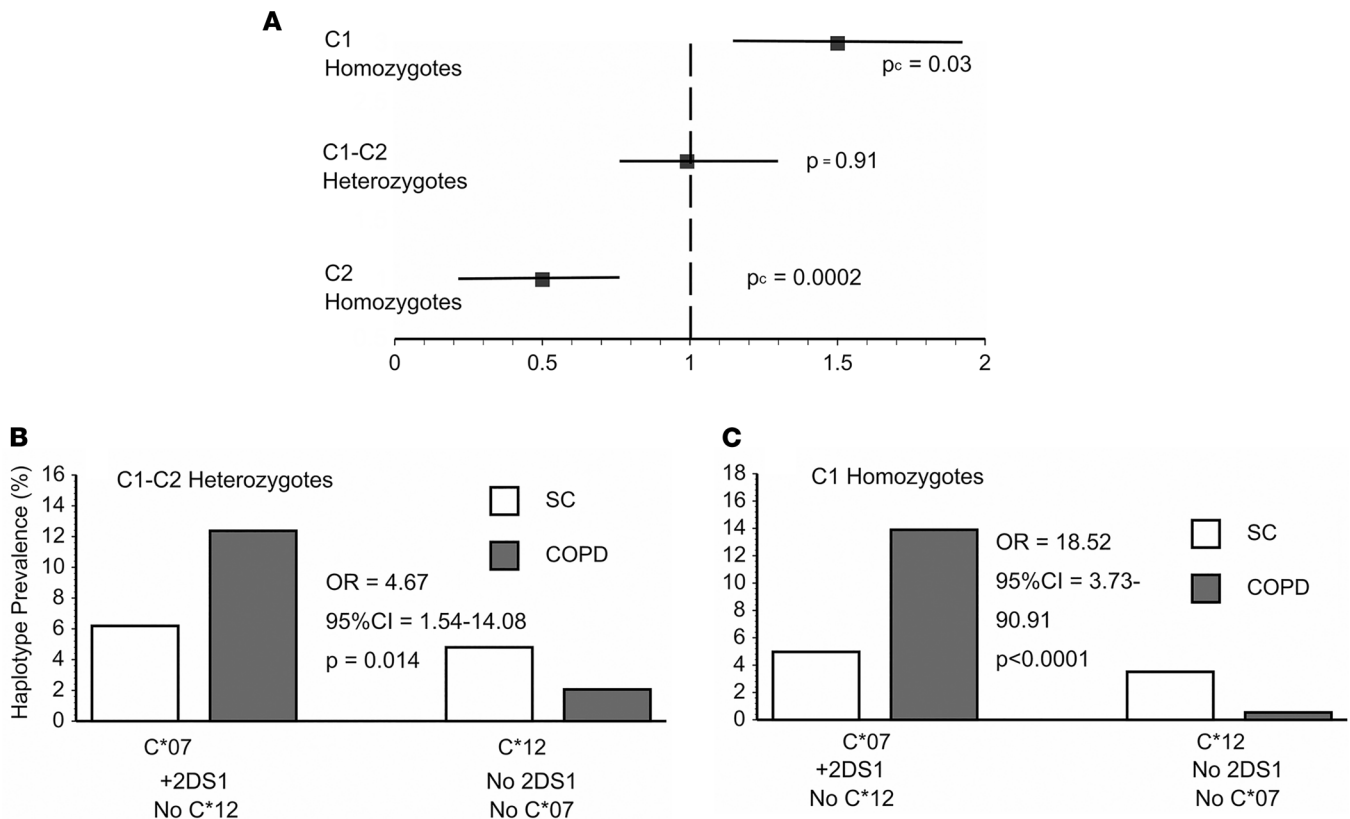 A
C1
Homozygotes
pc = 0.03
C1-C2
Heterozygotes
p = 0.91
C2
Homozygotes
pc = 0.0002
0 0.5 1 1.5 2
B
Haplotype Prevalence (%)
16
14
12
10
8
6
4
2
0
C1-C2 Heterozygotes
SC
COPD
OR = 4.67
95%CI = 1.54-14.08
p = 0.014
C*07 C*12
+2DS1 No 2DS1
No C*12 No C*07
C
18
16
14
12
10
8
6
4
2
0
C1 Homozygotes
SC
COPD
OR = 18.52
95%CI = 3.73-
90.91
p<0.0001
C*07 C*12
+2DS1 No 2DS1
No C*12 No C*07